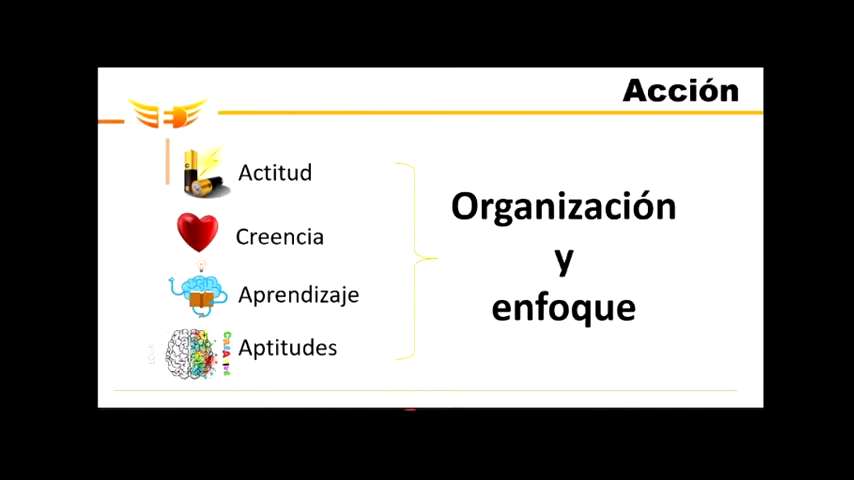 Acción
Actitud
Creencia
Aprendizaje
Aptitudes
Organización
y
enfoque